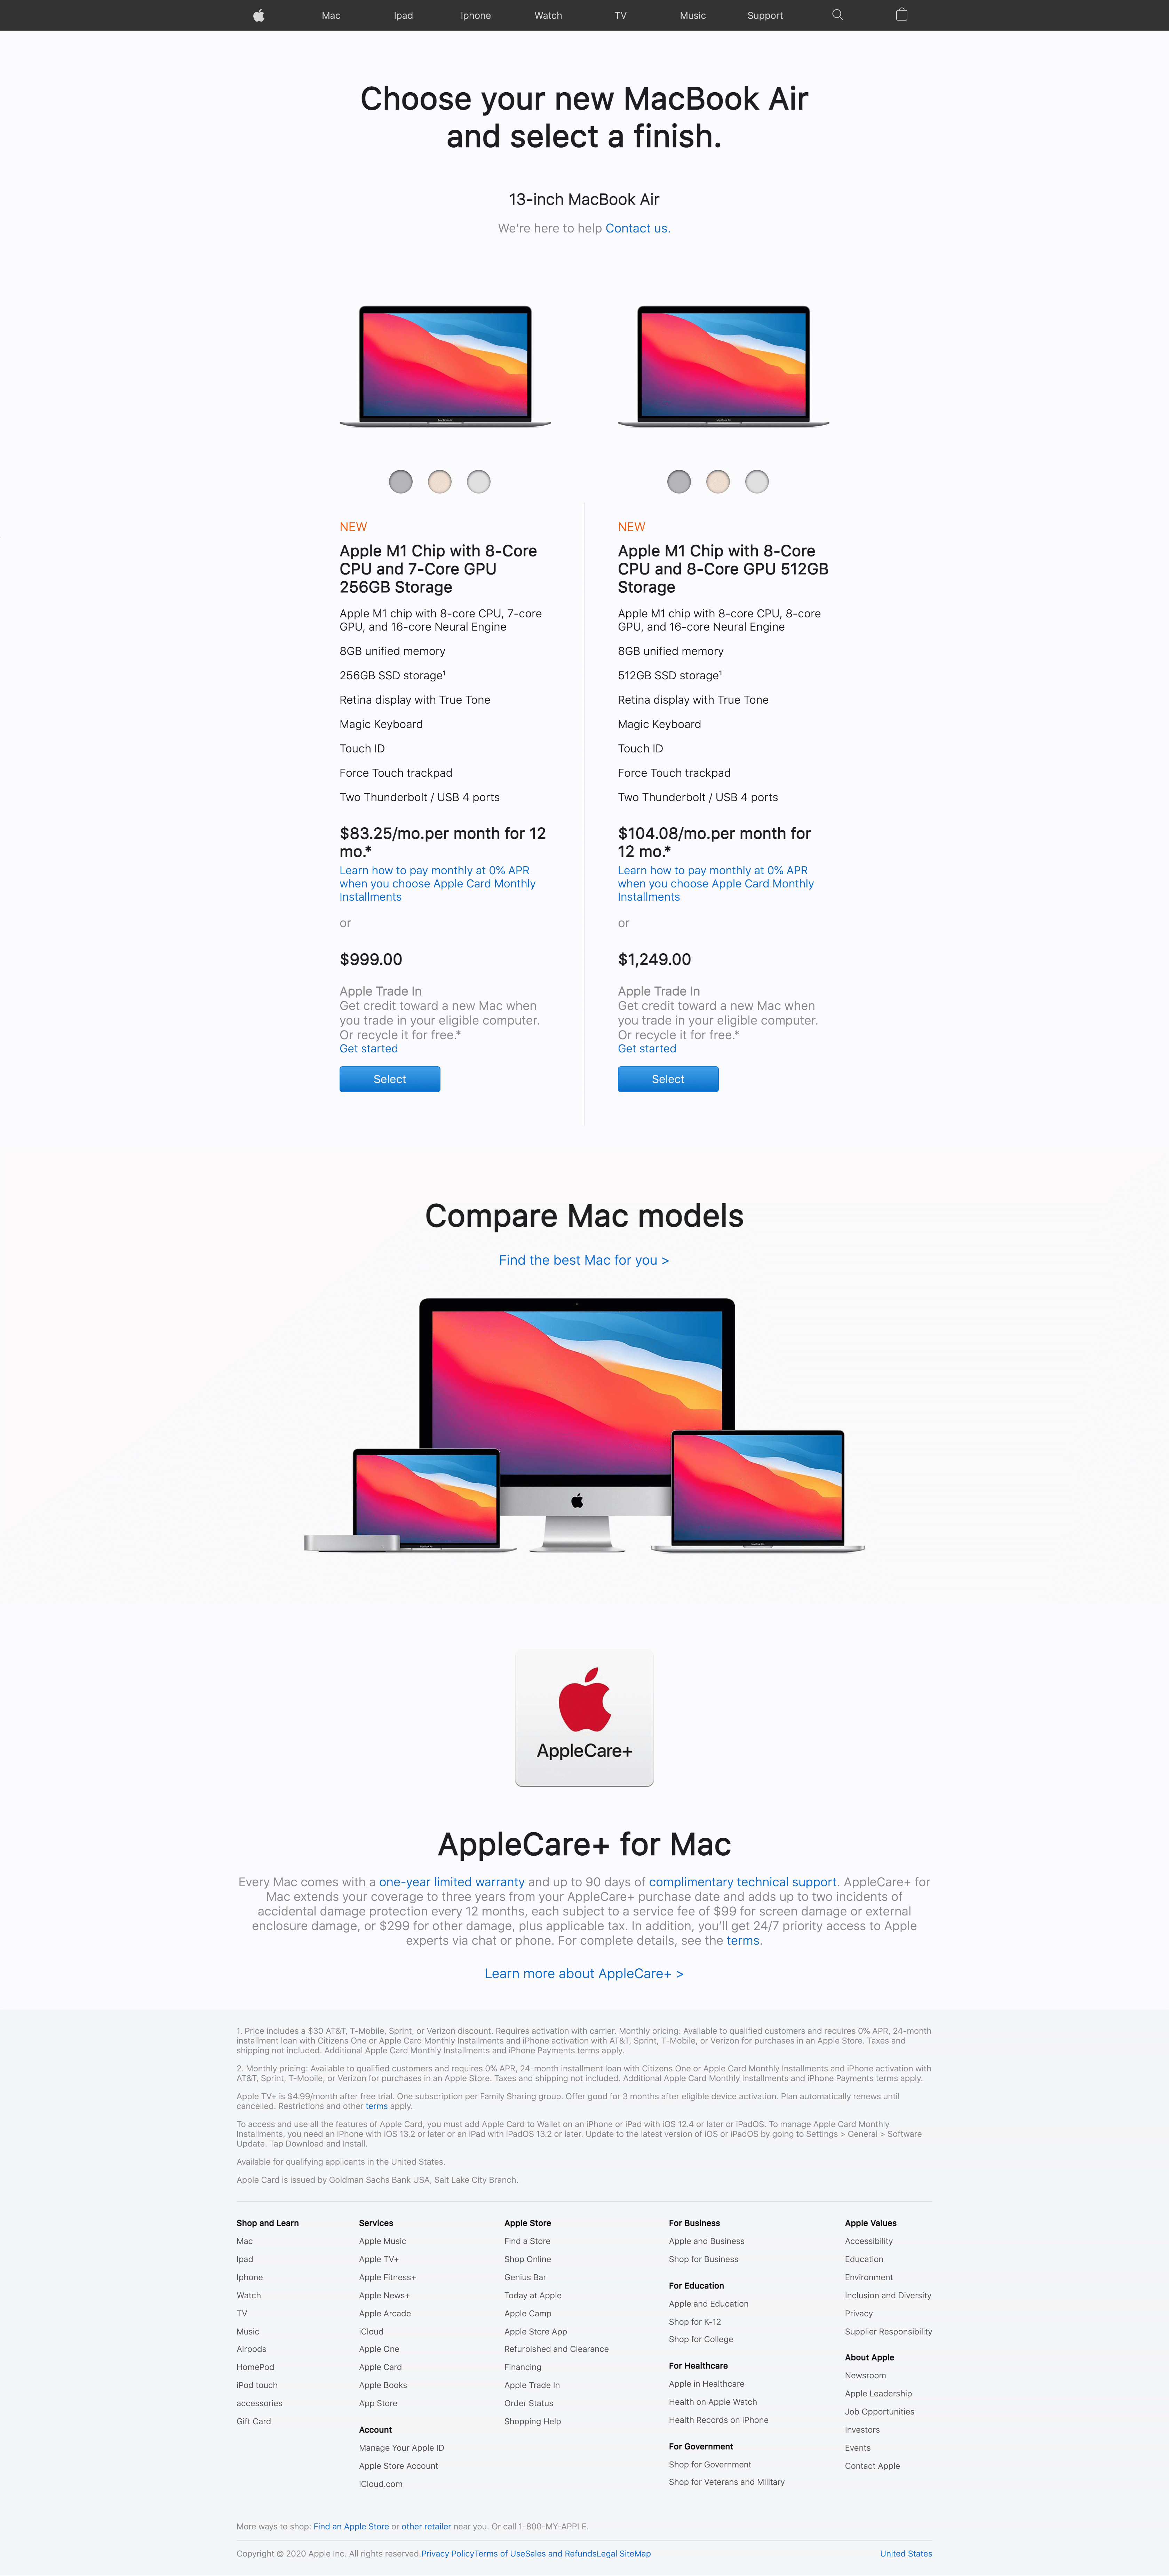 Mac Ipad Iphone Watch TV Music Support
Choose your new MacBook Air
and select a finish.
13-inch MacBook Air
We're here to help Contact us.
NEW
Apple M1 Chip with 8-Core
CPU and 7-Core GPU
256GB Storage
Apple M1 chip with 8-core CPU, 7-core
GPU, and 16-core Neural Engine
8GB unified memory
256GB SSD storage¹
Retina display with True Tone
Magic Keyboard
Touch ID
Force Touch trackpad
Two Thunderbolt / USB 4 ports
$83.25/mo.per month for 12
mo.*
Learn how to pay monthly at 0% APR
when you choose Apple Card Monthly
Installments
or
$999.00
Apple Trade In
Get credit toward a new Mac when
you trade in your eligible computer.
Or recycle it for free.*
Get started
Select
NEW
Apple M1 Chip with 8-Core
CPU and 8-Core GPU 512GB
Storage
Apple M1 chip with 8-core CPU, 8-core
GPU, and 16-core Neural Engine
8GB unified memory
512GB SSD storage¹
Retina display with True Tone
Magic Keyboard
Touch ID
Force Touch trackpad
Two Thunderbolt / USB 4 ports
$104.08/mo.per month for
12 mo.*
Learn how to pay monthly at 0% APR
when you choose Apple Card Monthly
Installments
or
$1,249.00
Apple Trade In
Get credit toward a new Mac when
you trade in your eligible computer.
Or recycle it for free.*
Get started
Select
Compare Mac models
Find the best Mac for you >
AppleCare+
AppleCare+ for Mac
Every Mac comes with a one-year limited warranty and up to 90 days of complimentary technical support. AppleCare+ for
Mac extends your coverage to three years from your AppleCare+ purchase date and adds up to two incidents of
accidental damage protection every 12 months, each subject to a service fee of $99 for screen damage or external
enclosure damage, or $299 for other damage, plus applicable tax. In addition, you'll get 24/7 priority access to Apple
experts via chat or phone. For complete details, see the terms.
Learn more about AppleCare+ >
1. Price includes a $30 AT&T, T-Mobile, Sprint, or Verizon discount. Requires activation with carrier. Monthly pricing: Available to qualified customers and requires 0% APR, 24-month
installment loan with Citizens One or Apple Card Monthly Installments and iPhone activation with AT&T, Sprint, T-Mobile, or Verizon for purchases in an Apple Store. Taxes and
shipping not included. Additional Apple Card Monthly Installments and iPhone Payments terms apply.
2. Monthly pricing: Available to qualified customers and requires 0% APR, 24-month installment loan with Citizens One or Apple Card Monthly Installments and iPhone activation with
AT&T, Sprint, T-Mobile, or Verizon for purchases in an Apple Store. Taxes and shipping not included. Additional Apple Card Monthly Installments and iPhone Payments terms apply.
Apple TV+ is $4.99/month after free trial. One subscription per Family Sharing group. Offer good for 3 months after eligible device activation. Plan automatically renews until
cancelled. Restrictions and other terms apply.
To access and use all the features of Apple Card, you must add Apple Card to Wallet on an iPhone or iPad with iOS 12.4 or later or iPadOS. To manage Apple Card Monthly
Installments, you need an iPhone with iOS 13.2 or later or an iPad with iPadOS 13.2 or later. Update to the latest version of iOS or iPadOS by going to Settings > General > Software
Update. Tap Download and Install.
Available for qualifying applicants in the United States.
Apple Card is issued by Goldman Sachs Bank USA, Salt Lake City Branch.
Shop and Learn
Mac
Ipad
Iphone
Watch
TV
Music
Airpods
HomePod
iPod touch
accessories
Gift Card
Services
Apple Music
Apple TV+
Apple Fitness+
Apple News+
Apple Arcade
iCloud
Apple One
Apple Card
Apple Books
App Store
Account
Manage Your Apple ID
Apple Store Account
iCloud.com
Apple Store
Find a Store
Shop Online
Genius Bar
Today at Apple
Apple Camp
Apple Store App
Refurbished and Clearance
Financing
Apple Trade In
Order Status
Shopping Help
For Business
Apple and Business
Shop for Business
For Education
Apple and Education
Shop for K-12
Shop for College
For Healthcare
Apple in Healthcare
Health on Apple Watch
Health Records on iPhone
For Government
Shop for Government
Shop for Veterans and Military
Apple Values
Accessibility
Education
Environment
Inclusion and Diversity
Privacy
Supplier Responsibility
About Apple
Newsroom
Apple Leadership
Job Opportunities
Investors
Events
Contact Apple
More ways to shop: Find an Apple Store or other retailer near you. Or call 1-800-MY-APPLE.
Copyright © 2020 Apple Inc. All rights reserved.Privacy PolicyTerms of UseSales and RefundsLegal SiteMap
United States